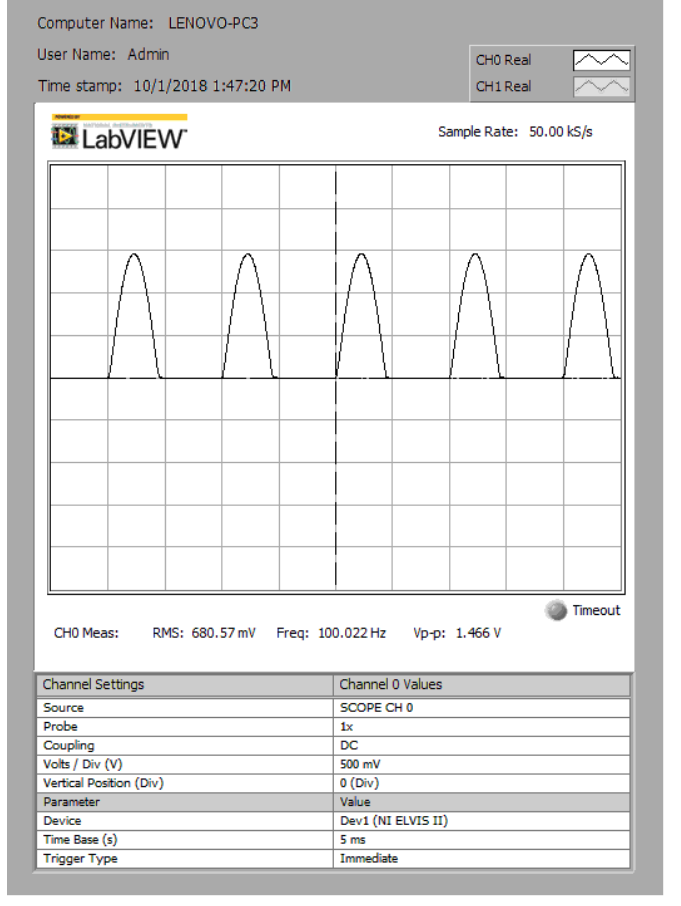 Computer Name: LENOVO-PC3
User Name: Admin
Time stamp: 10/1/2018 1:47:20 PM
CH0 Real
CH1 Real
POWERED BY
NATIONAL INSTRUMENTS
LabVIEW™
Sample Rate: 50.00 kS/s
Timeout
CH0 Meas: RMS: 680.57 mV Freq: 100.022 Hz Vp-p: 1.466 V
Channel Settings Channel 0 Values
Source SCOPE CH 0
Probe 1x
Coupling DC
Volts / Div (V) 500 mV
Vertical Position (Div) 0 (Div)
Parameter Value
Device Dev1 (NI ELVIS II)
Time Base (s) 5 ms
Trigger Type Immediate